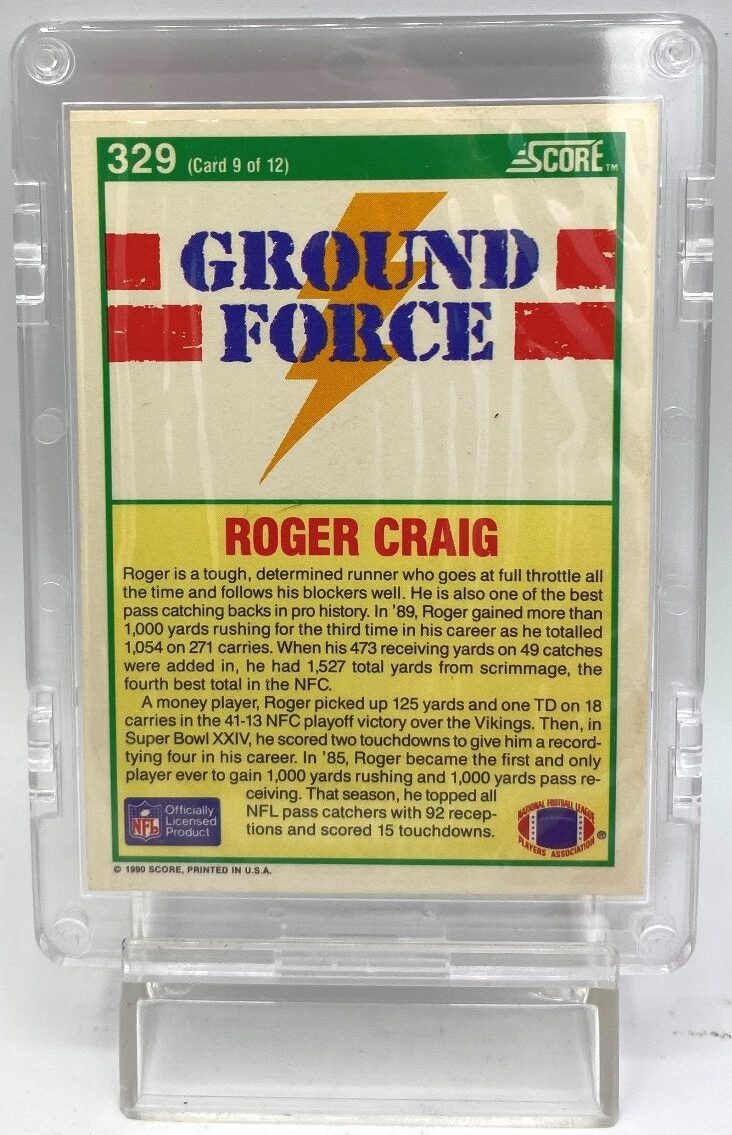 329 (Card 9 of 12) SCORE™
GROUND
FORCE
ROGER CRAIG
Roger is a tough, determined runner who goes at full throttle all
the time and follows his blockers well. He is also one of the best
pass catching backs in pro history. In '89, Roger gained more than
1,000 yards rushing for the third time in his career as he totalled
1,054 on 271 carries. When his 473 receiving yards on 49 catches
were added in, he had 1,527 total yards from scrimmage, the
fourth best total in the NFC.
A money player, Roger picked up 125 yards and one TD on 18
carries in the 41-13 NFC playoff victory over the Vikings. Then, in
Super Bowl XXIV, he scored two touchdowns to give him a record-
tying four in his career. In '85, Roger became the first and only
player ever to gain 1,000 yards rushing and 1,000 yards pass re-
ceiving. That season, he topped all
NFL pass catchers with 92 recep-
tions and scored 15 touchdowns.
NFL
Officially
Licensed
Product
NATIONAL FOOTBALL LEAGUE
PLAYERS ASSOCIATION ®
© 1990 SCORE, PRINTED IN U.S.A.